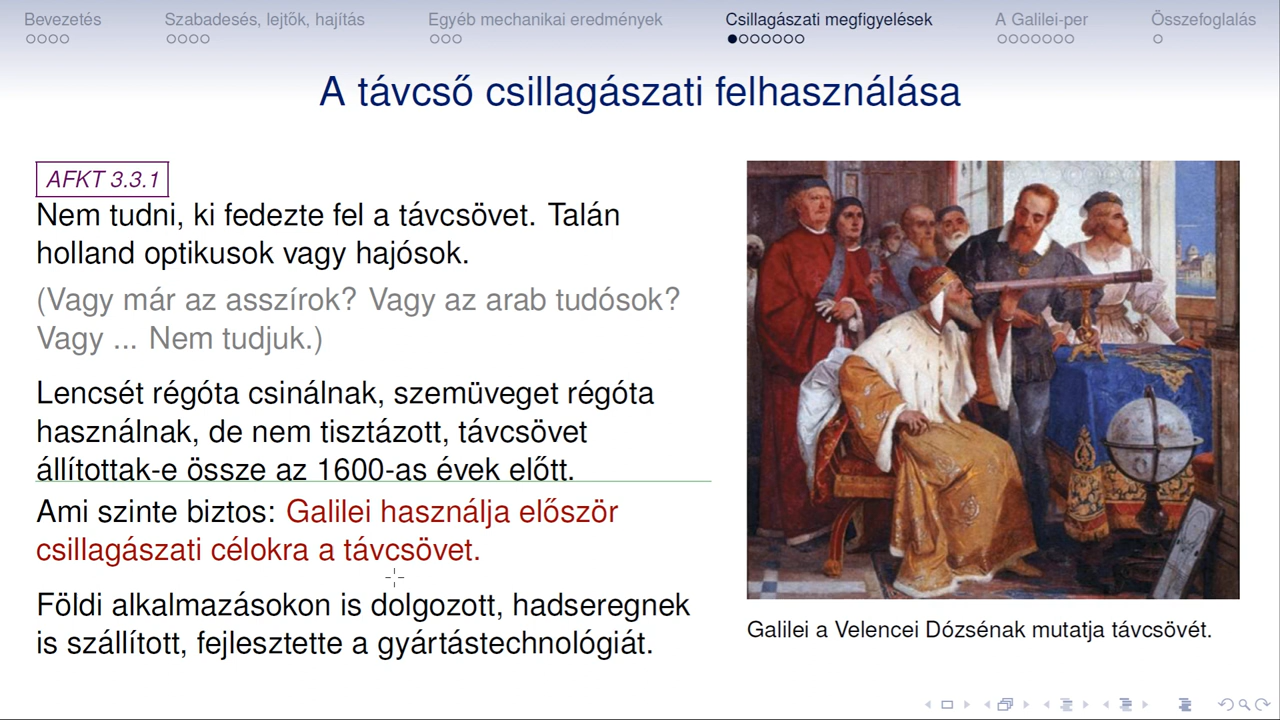 Bevezetés
Szabadesés, lejtők, hajítás
Egyéb mechanikai eredmények
Csillagászati megfigyelések
A Galilei-per
Összefoglalás
A távcső csillagászati felhasználása
AFKT 3.3.1
Nem tudni, ki fedezte fel a távcsövet. Talán
holland optikusok vagy hajósok.
(Vagy már az asszírok? Vagy az arab tudósok?
Vagy ... Nem tudjuk.)
Lencsét régóta csinálnak, szemüveget régóta
használnak, de nem tisztázott, távcsövet
állítottak-e össze az 1600-as évek előtt.
Ami szinte biztos: Galilei használja először
csillagászati célokra a távcsövet.
Földi alkalmazásokon is dolgozott, hadseregnek
is szállított, fejlesztette a gyártástechnológiát.
Galilei a Velencei Dózsénak mutatja távcsövét.